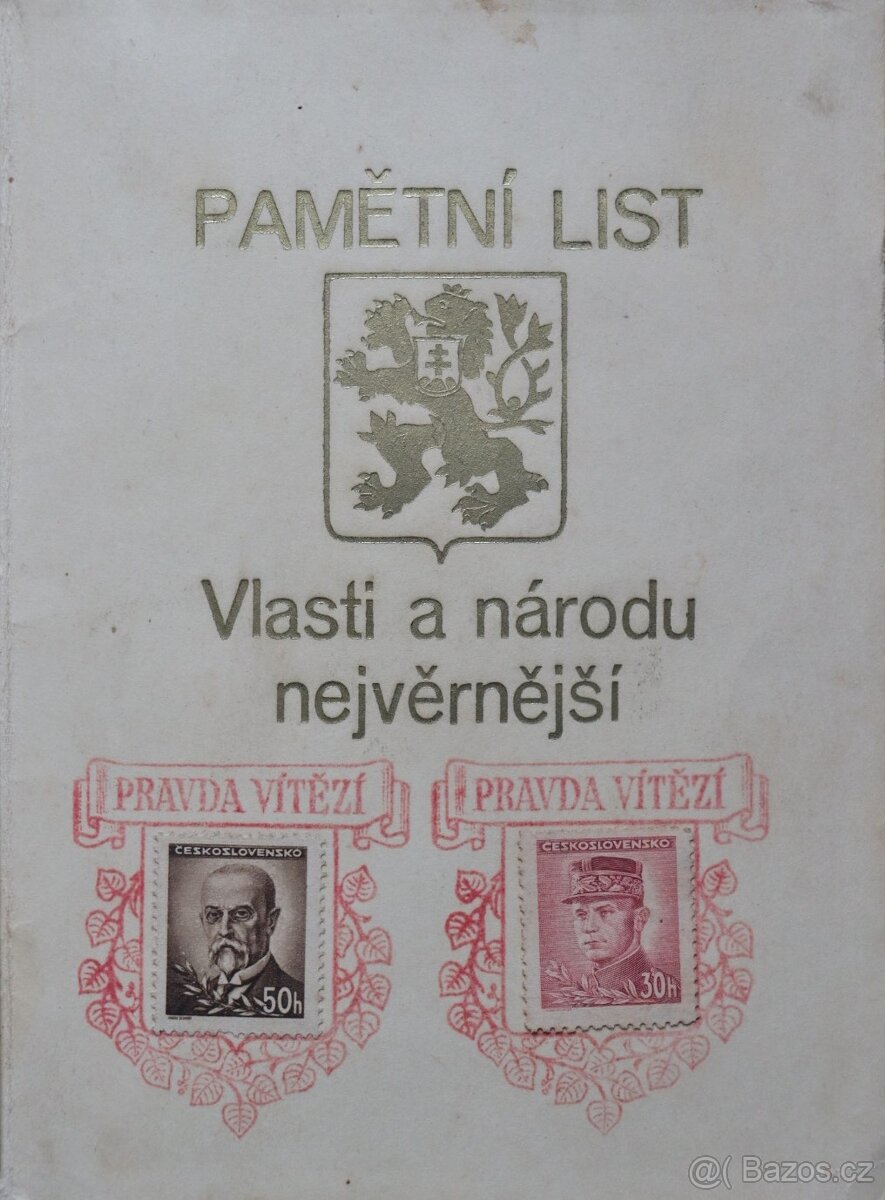 PAMĚTNÍ LIST
Vlasti a národu
nejvěrnější
PRAVDA VÍTĚZÍ
PRAVDA VÍTĚZÍ
ČESKOSLOVENSKO
50h
ČESKOSLOVENSKO
30h
@( Bazos.cz